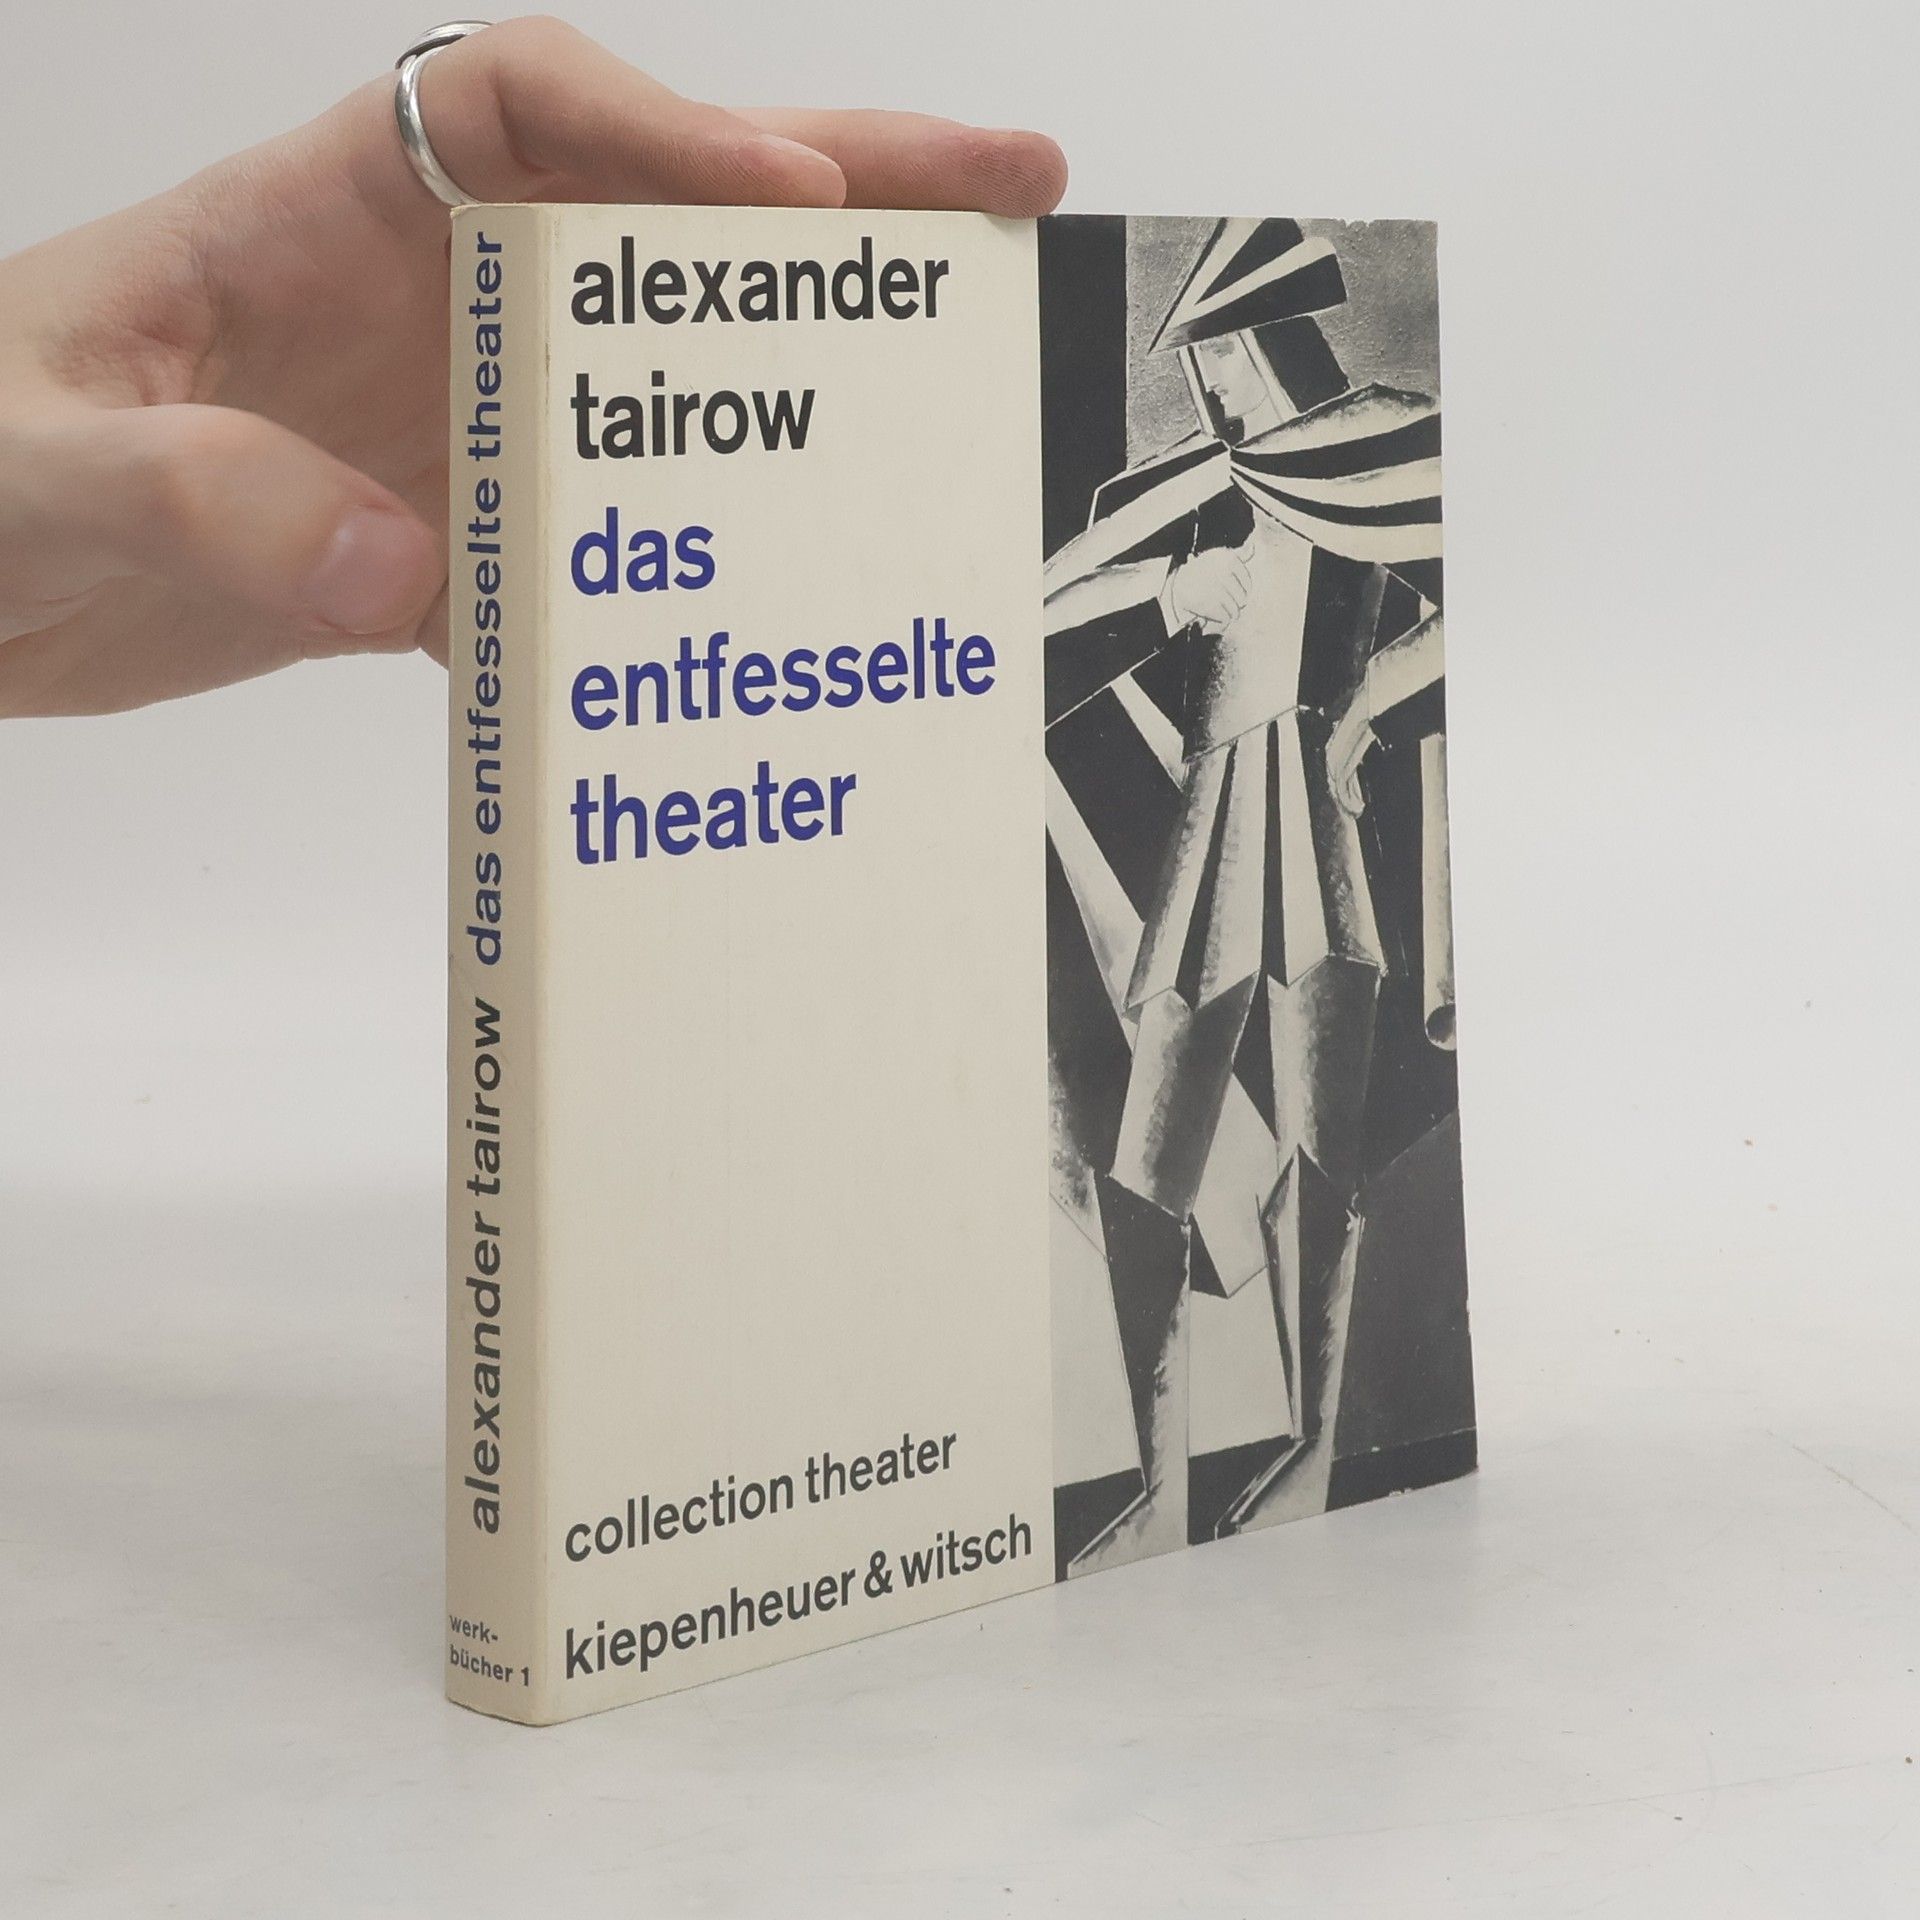 alexander
tairow
das
entfesselte
theater
collection theater
kiepenheuer & witsch
alexander tairow das entfesselte theater
werk-
bücher 1